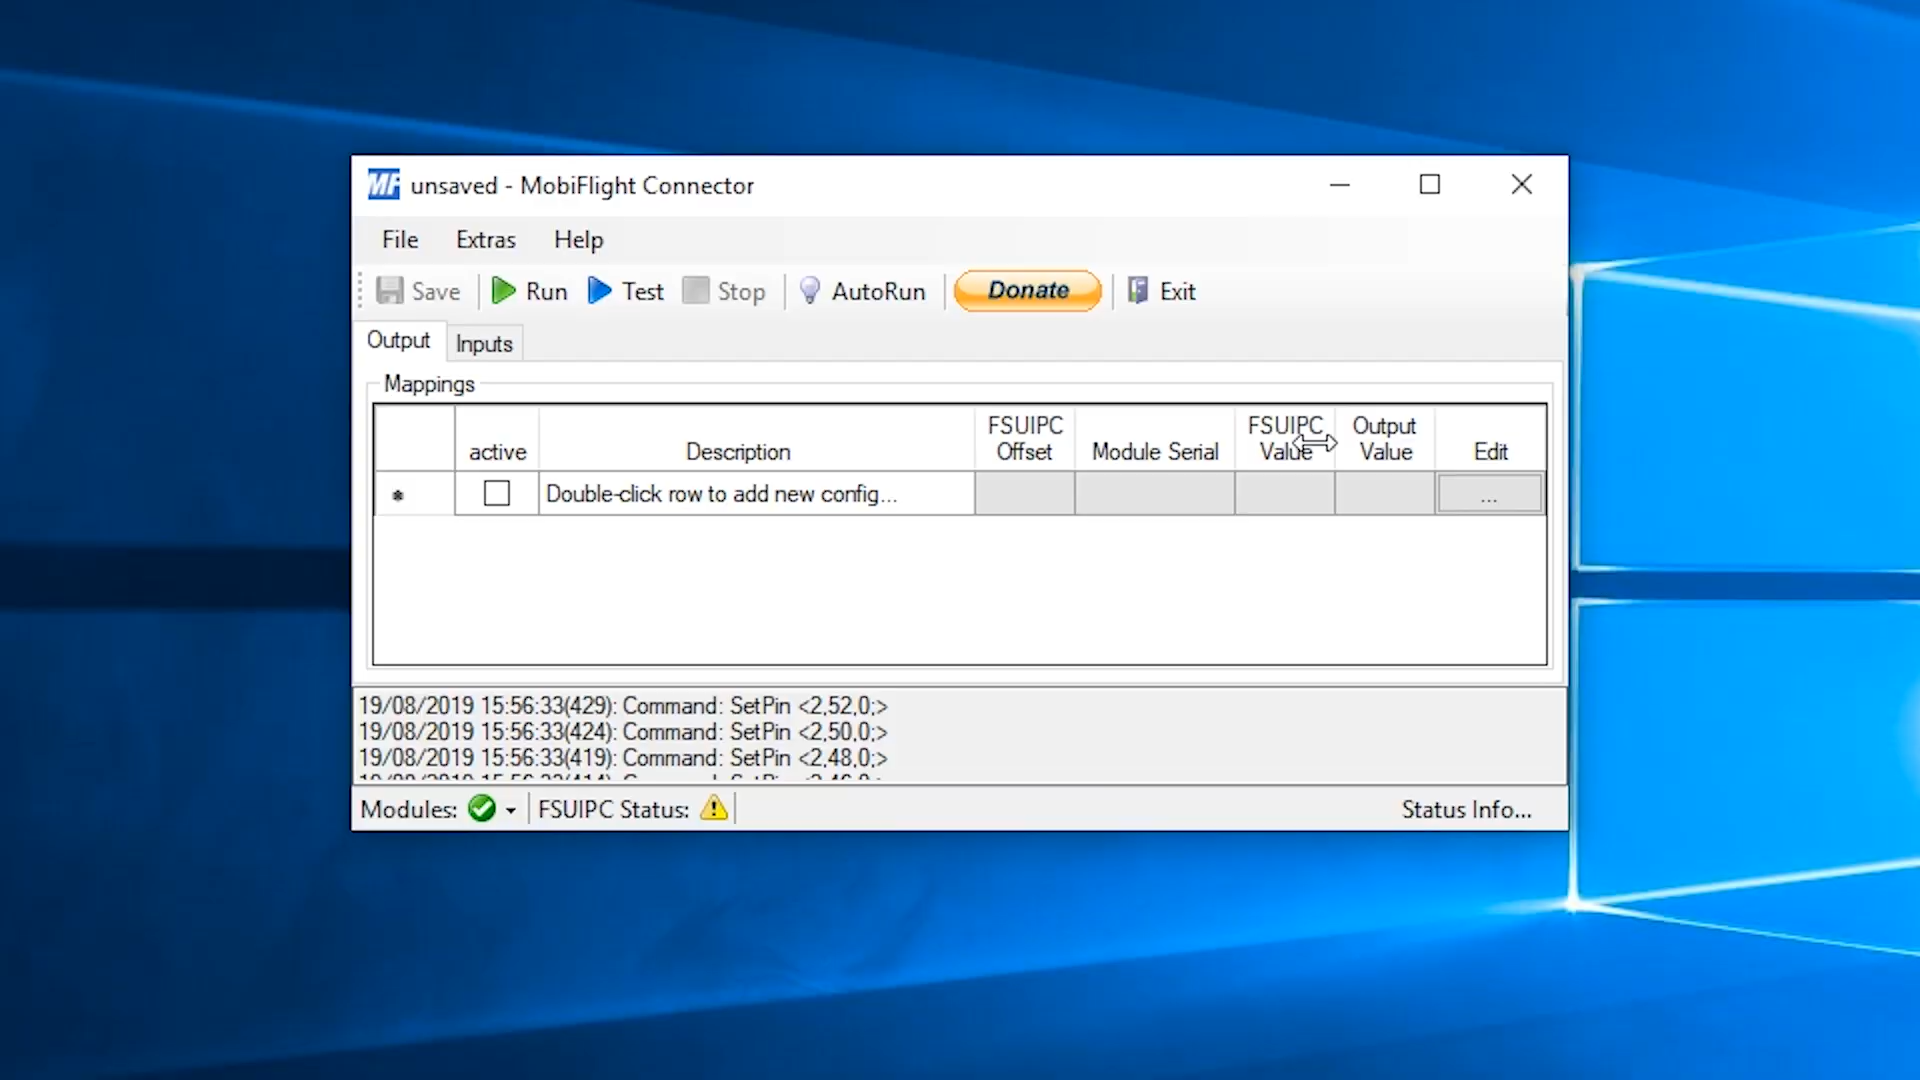 MF unsaved - MobiFlight Connector
File Extras Help
Save Run Test Stop AutoRun Donate Exit
Output Inputs
Mappings
active Description FSUIPC Offset Module Serial FSUIPC Value Output Value Edit
* Double-click row to add new config... ...
19/08/2019 15:56:33(429): Command: SetPin <2,52,0;>
19/08/2019 15:56:33(424): Command: SetPin <2,50,0;>
19/08/2019 15:56:33(419): Command: SetPin <2,48,0;>
Modules: FSUIPC Status: Status Info...